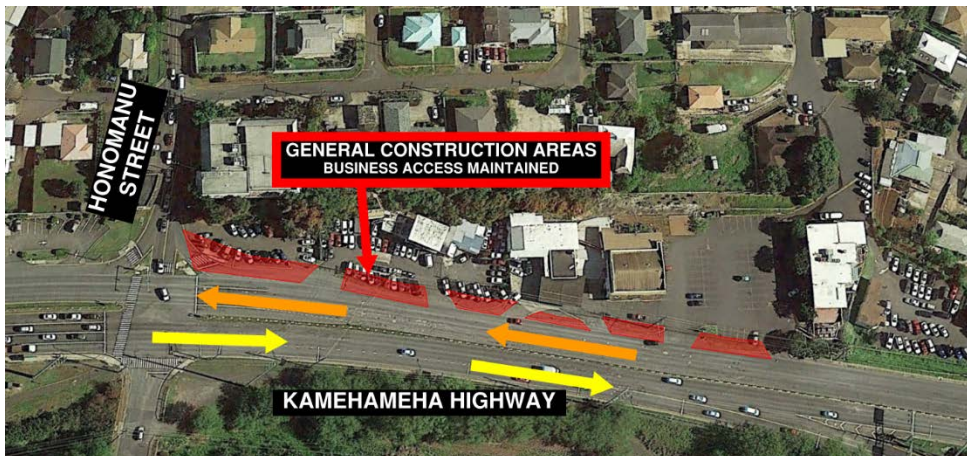 HONOMANU
STREET
GENERAL CONSTRUCTION AREAS
BUSINESS ACCESS MAINTAINED
KAMEHAMEHA HIGHWAY